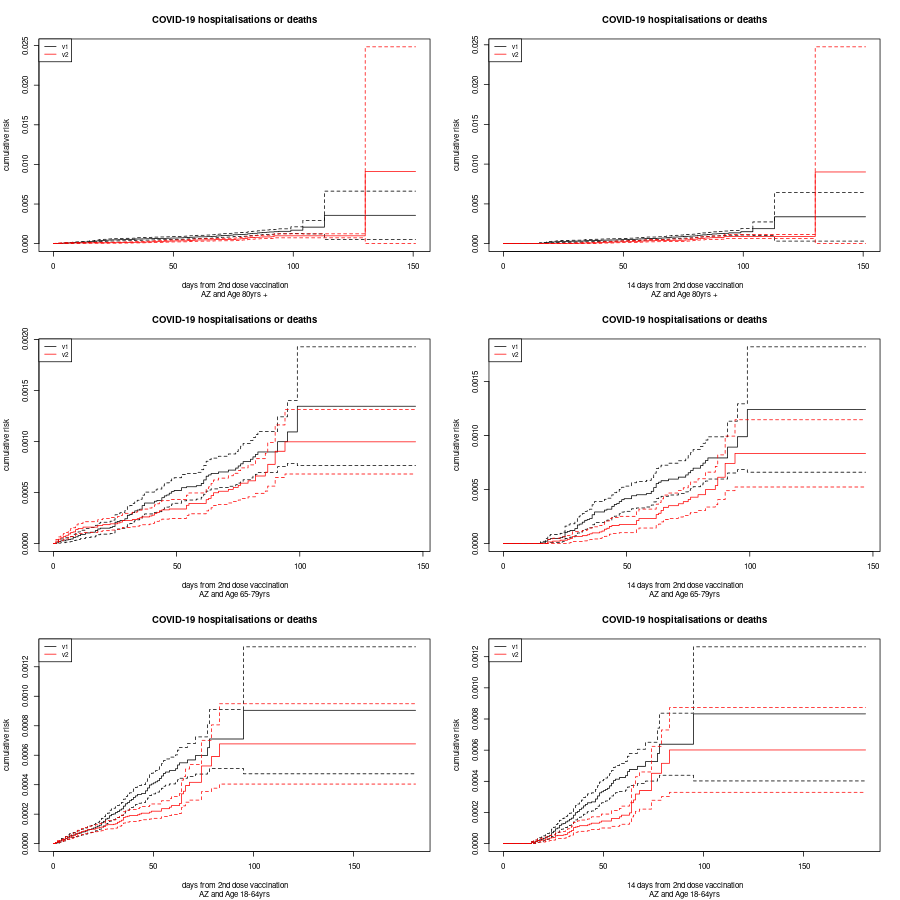 COVID-19 hospitalisations or deaths
v1
v2
cumulative risk
0.000
0.005
0.010
0.015
0.020
0.025
0
50
100
150
days from 2nd dose vaccination
AZ and Age 80yrs +
COVID-19 hospitalisations or deaths
v1
v2
cumulative risk
0.000
0.005
0.010
0.015
0.020
0.025
0
50
100
150
14 days from 2nd dose vaccination
AZ and Age 80yrs +
COVID-19 hospitalisations or deaths
v1
v2
cumulative risk
0.0000
0.0005
0.0010
0.0015
0.0020
0
50
100
150
days from 2nd dose vaccination
AZ and Age 65-79yrs
COVID-19 hospitalisations or deaths
v1
v2
cumulative risk
0.0000
0.0005
0.0010
0.0015
0
50
100
150
14 days from 2nd dose vaccination
AZ and Age 65-79yrs
COVID-19 hospitalisations or deaths
v1
v2
cumulative risk
0.0000
0.0002
0.0004
0.0006
0.0008
0.0010
0.0012
0
50
100
150
days from 2nd dose vaccination
AZ and Age 18-64yrs
COVID-19 hospitalisations or deaths
v1
v2
cumulative risk
0.0000
0.0002
0.0004
0.0006
0.0008
0.0010
0.0012
0
50
100
150
14 days from 2nd dose vaccination
AZ and Age 18-64yrs